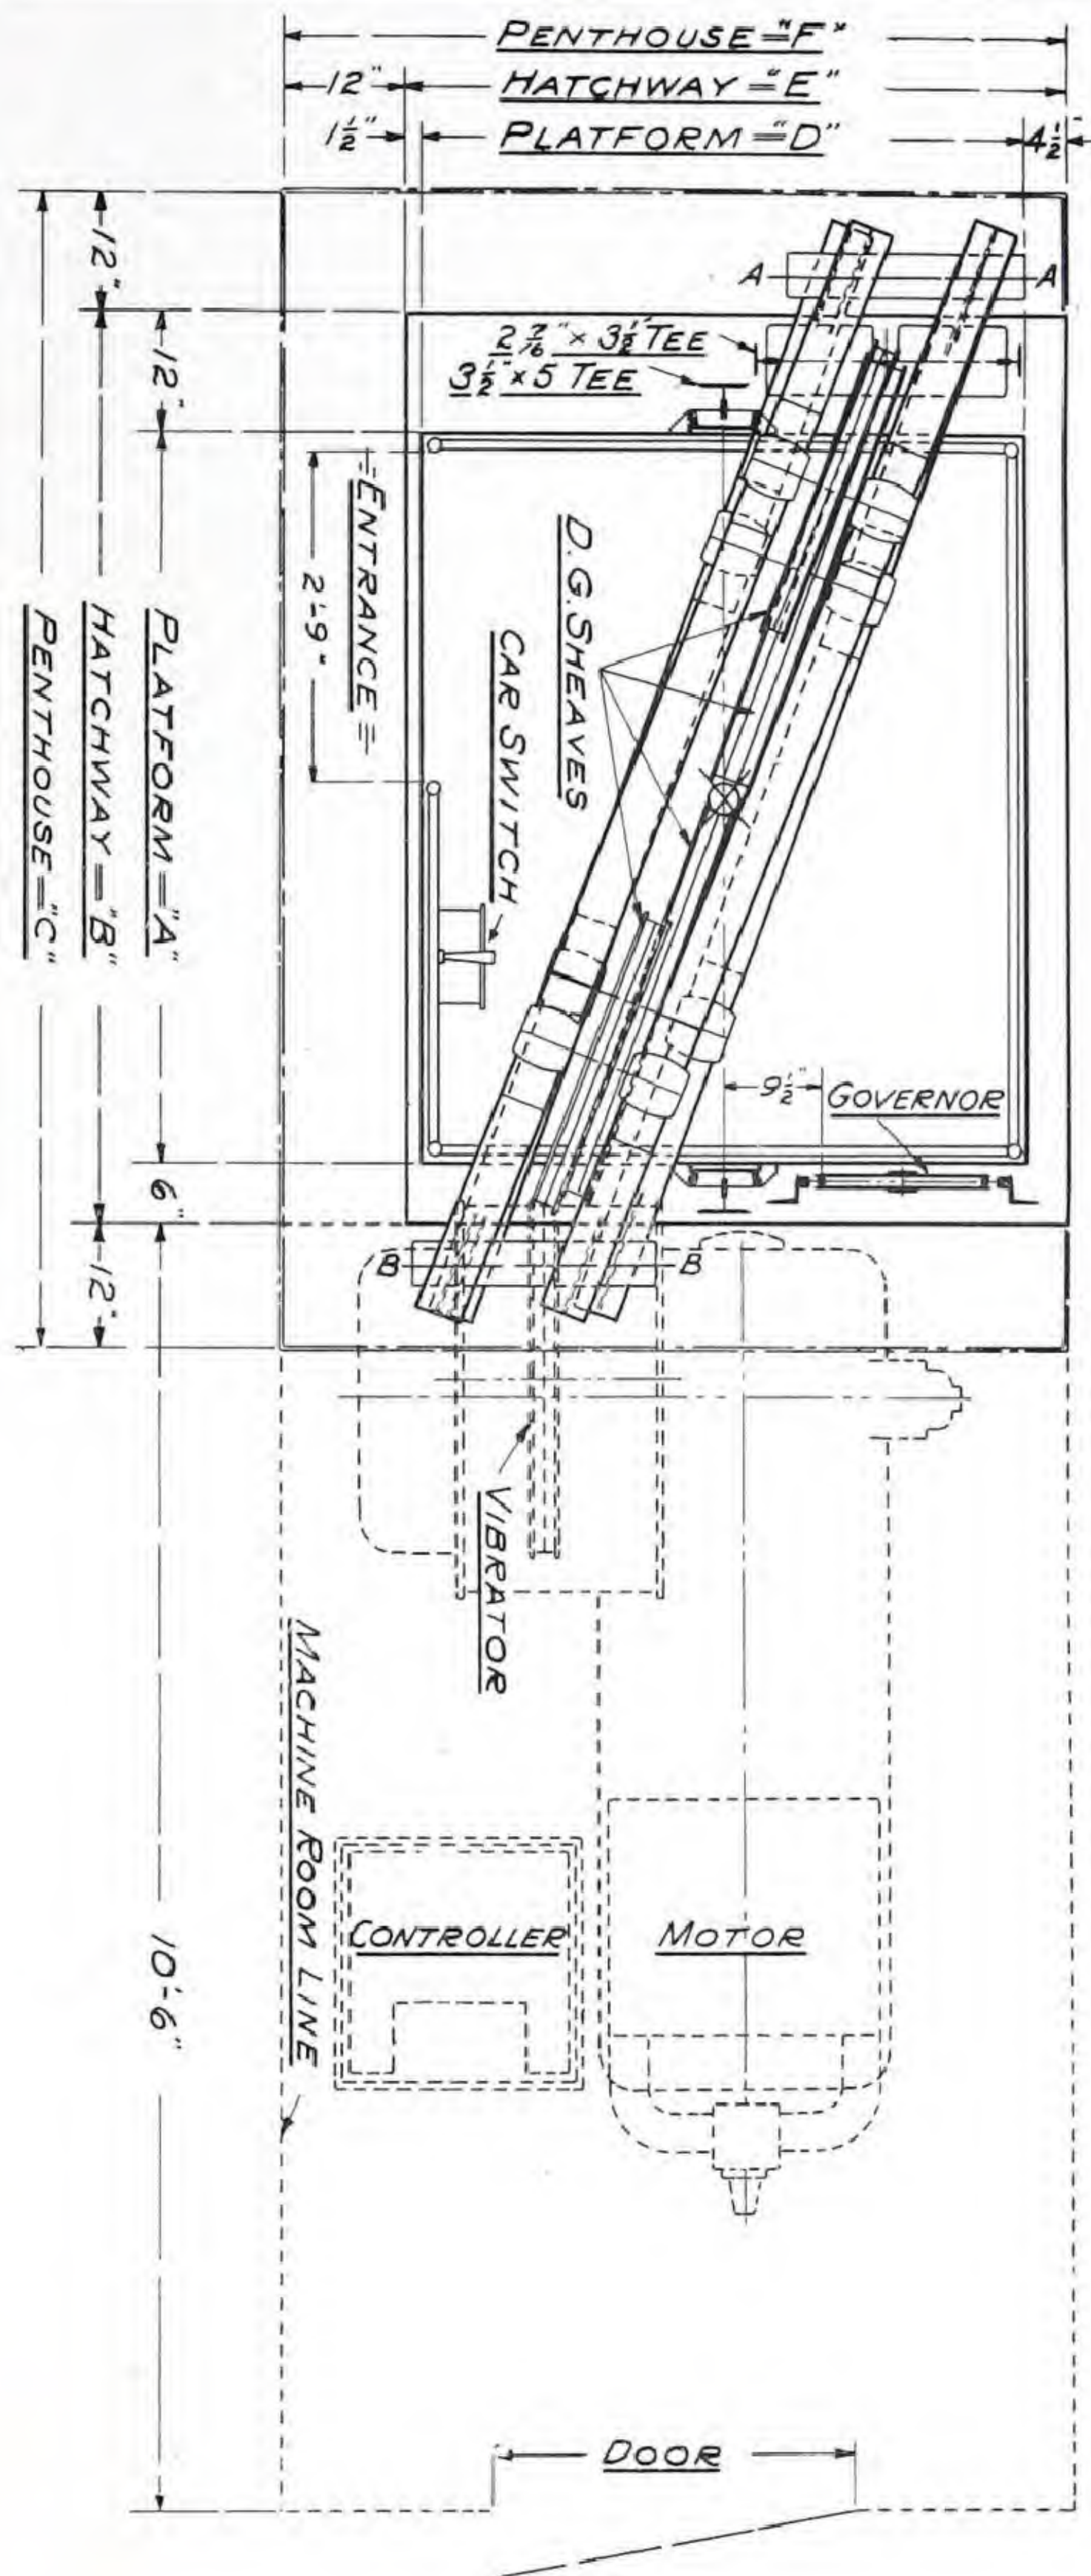 PENTHOUSE="F"
12" HATCHWAY="E"
1½" PLATFORM="D" 4½"
12"
A A
2 7/16" × 3½" TEE
3½" × 5 TEE
12"
=ENTRANCE=
2'-9"
D.G. SHEAVES
CAR SWITCH
PLATFORM="A"
HATCHWAY="B"
PENTHOUSE="C"
9½"
GOVERNOR
6"
12"
B B
VIBRATOR
MACHINE ROOM LINE
CONTROLLER
MOTOR
10'-6"
DOOR